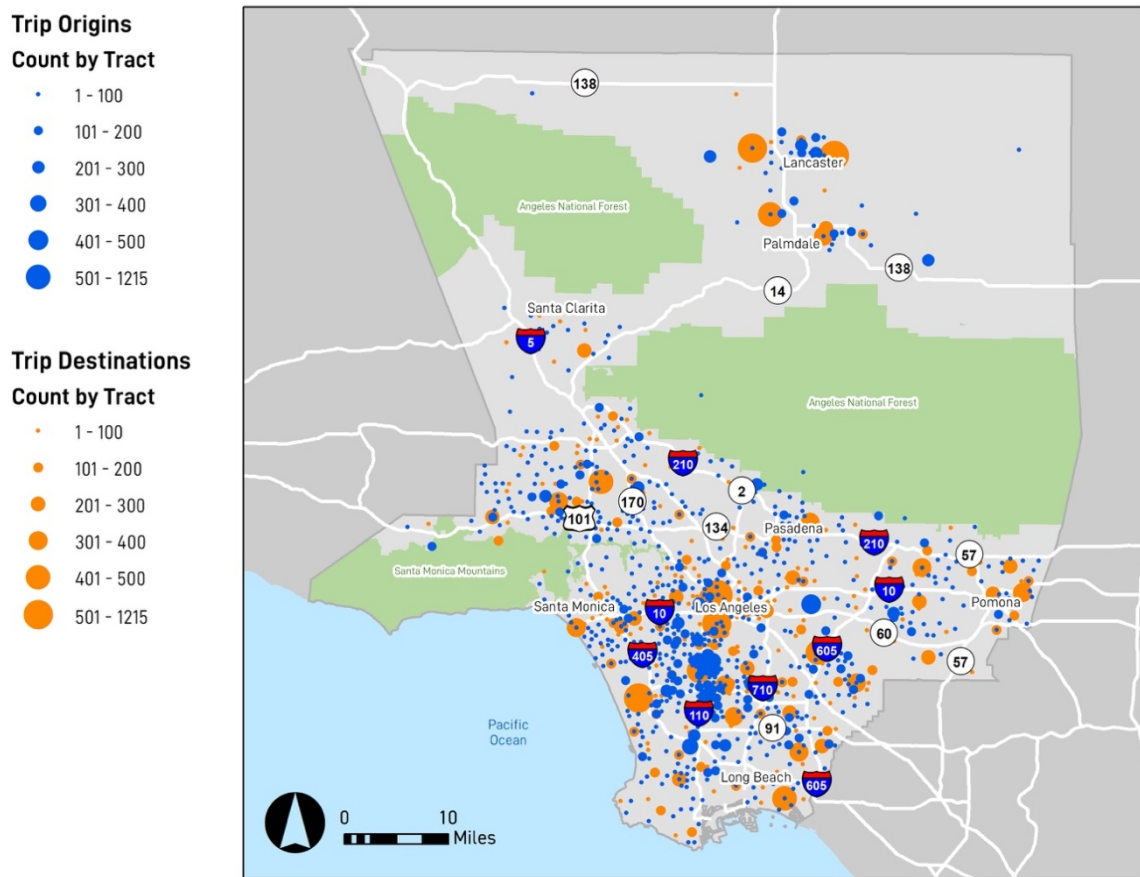 Trip Origins
Count by Tract
1 - 100
101 - 200
201 - 300
301 - 400
401 - 500
501 - 1215
Trip Destinations
Count by Tract
1 - 100
101 - 200
201 - 300
301 - 400
401 - 500
501 - 1215
138
Lancaster
Angeles National Forest
Palmdale
138
14
Santa Clarita
5
Angeles National Forest
210
2
170
101
134
Pasadena
210
57
Santa Monica Mountains
10
Santa Monica
10
Los Angeles
Pomona
60
405
605
57
710
110
91
Pacific
Ocean
Long Beach
605
0
10
Miles